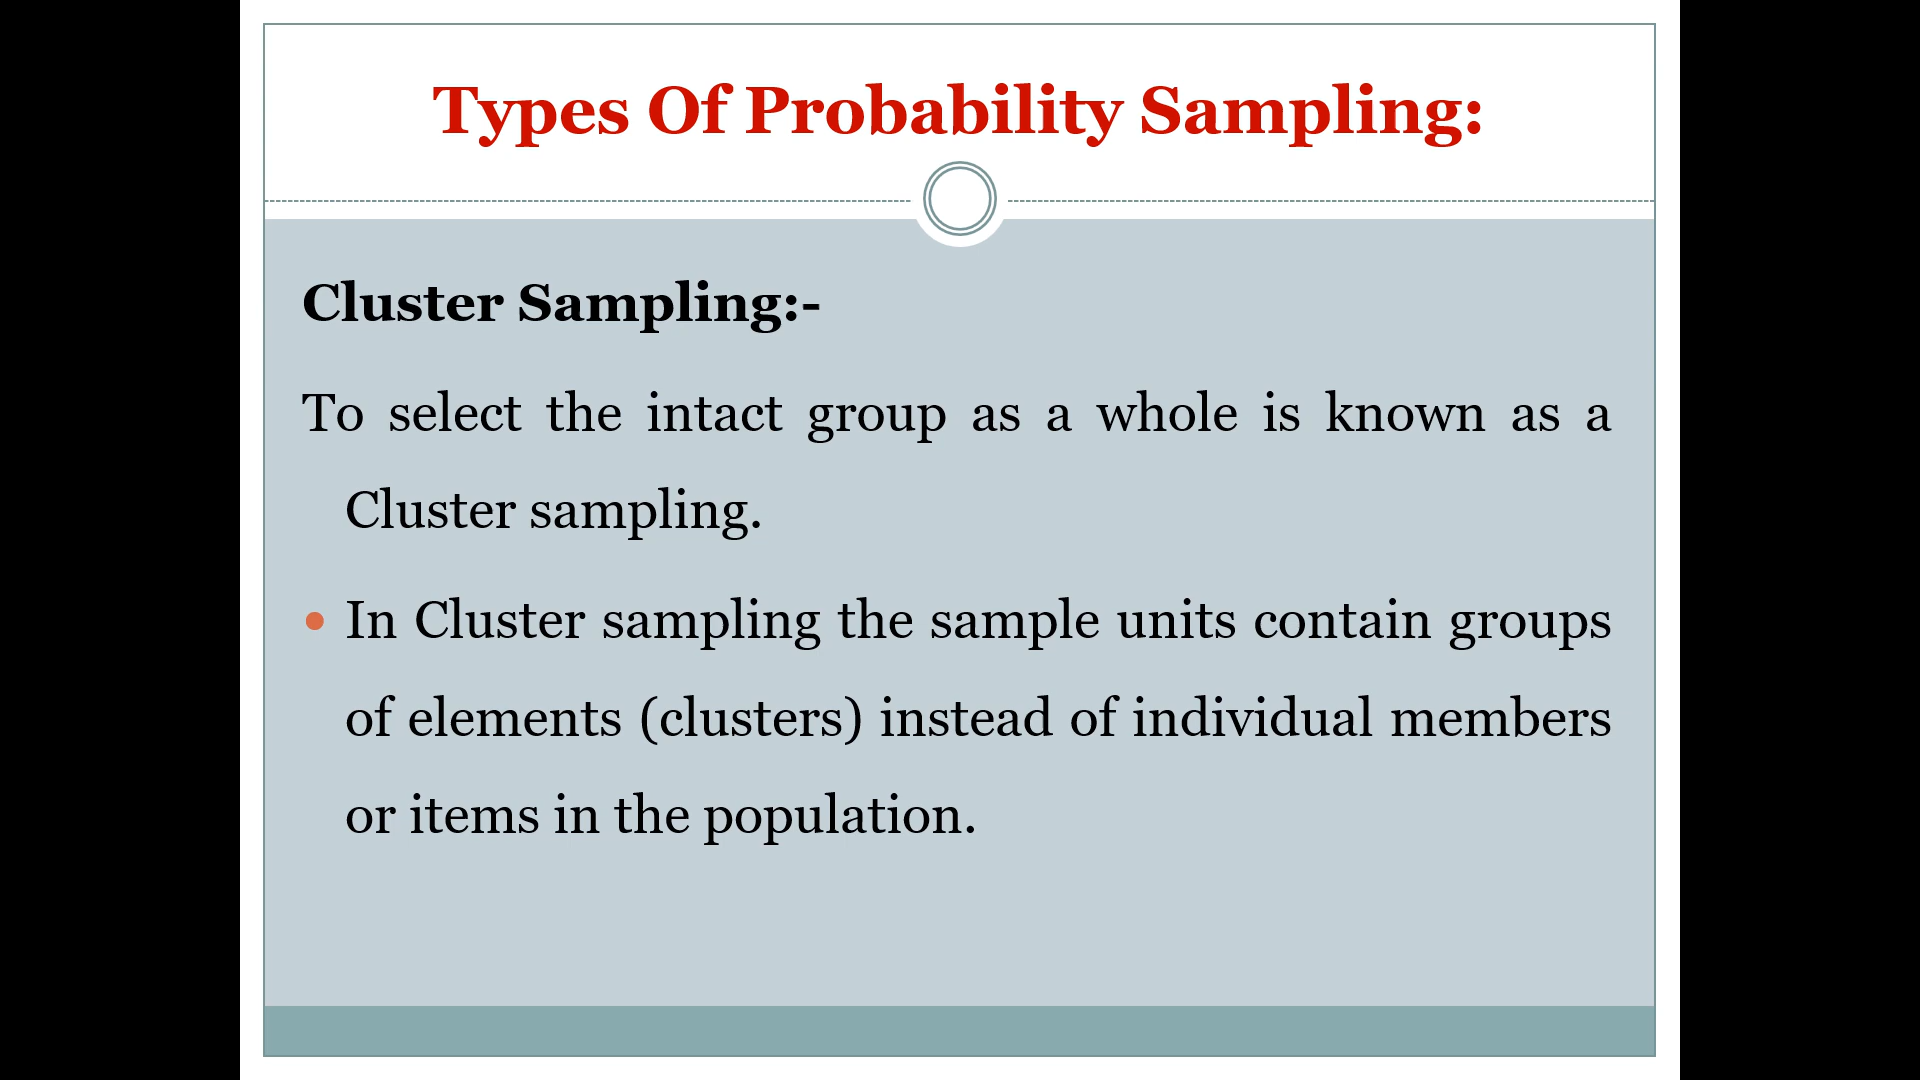 Types Of Probability Sampling:
Cluster Sampling:-
To select the intact group as a whole is known as a
Cluster sampling.
• In Cluster sampling the sample units contain groups
of elements (clusters) instead of individual members
or items in the population.